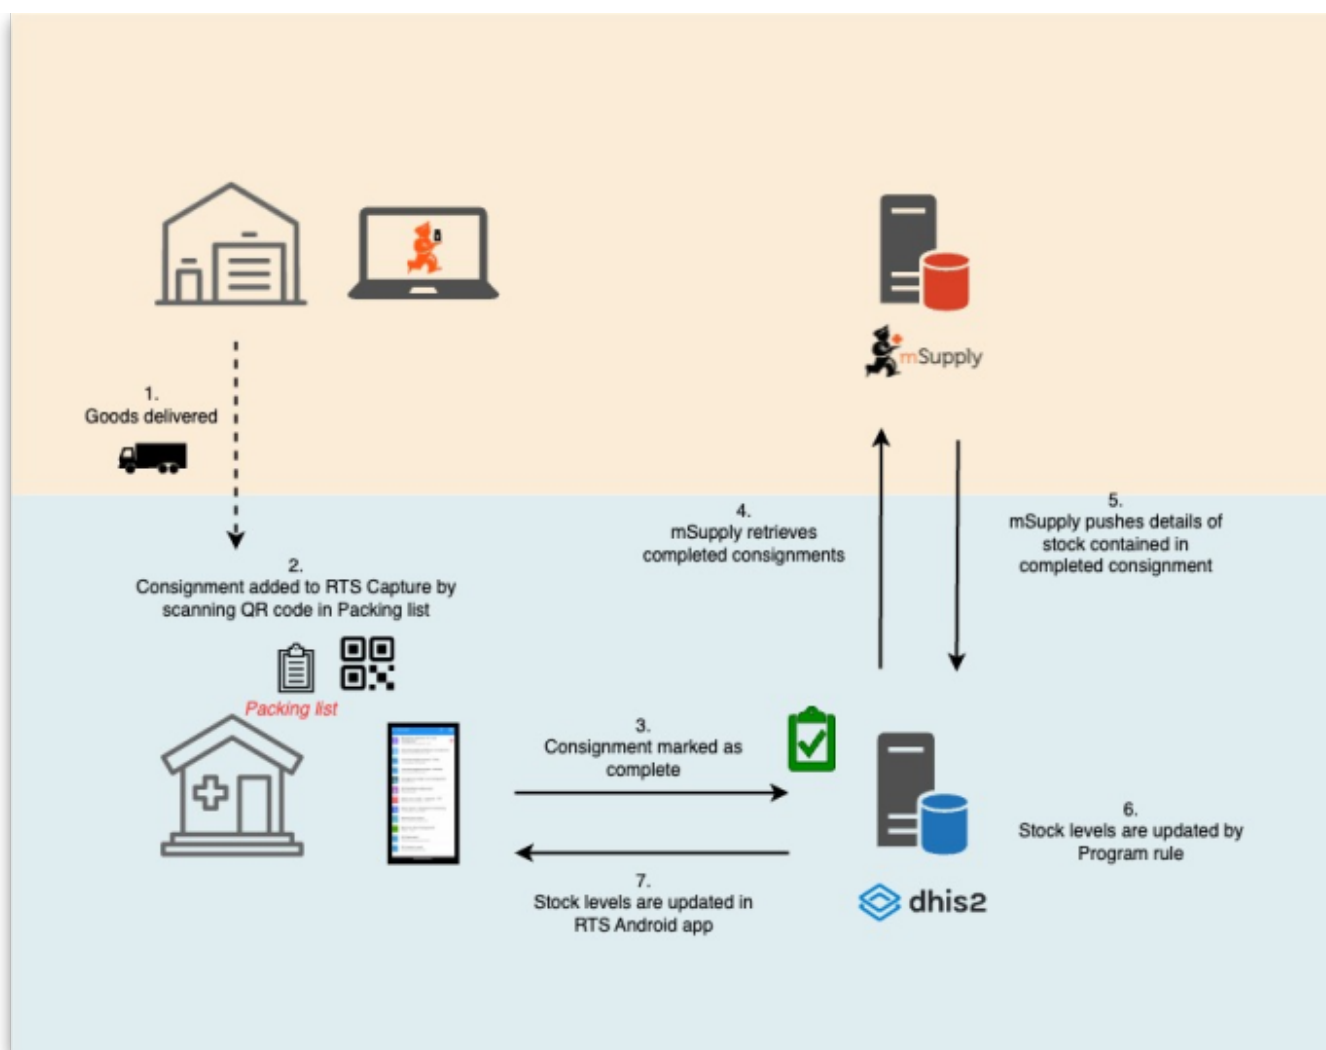 mSupply
1.
Goods delivered
2.
Consignment added to RTS Capture by
scanning QR code in Packing list
Packing list
4.
mSupply retrieves
completed consignments
5.
mSupply pushes details of
stock contained in
completed consignment
3.
Consignment marked as
complete
6.
Stock levels are updated by
Program rule
7.
Stock levels are updated in
RTS Android app
dhis2